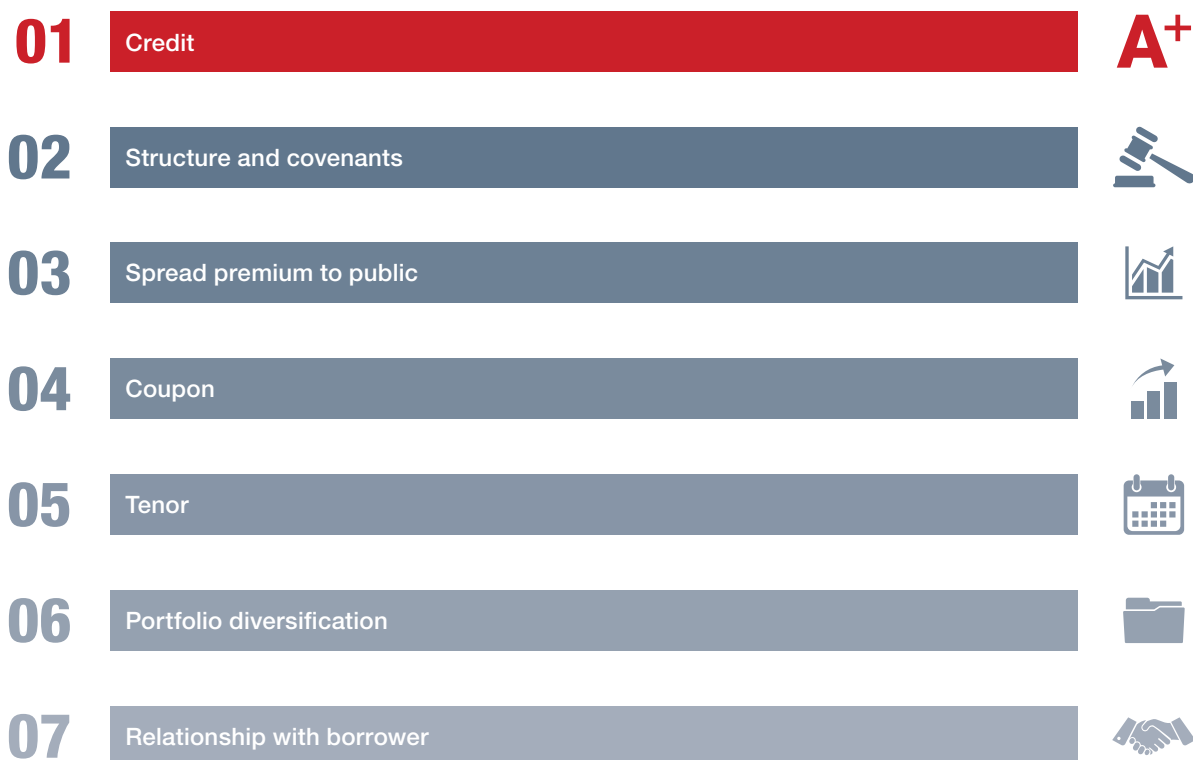 01 Credit A+
02 Structure and covenants
03 Spread premium to public
04 Coupon
05 Tenor
06 Portfolio diversification
07 Relationship with borrower